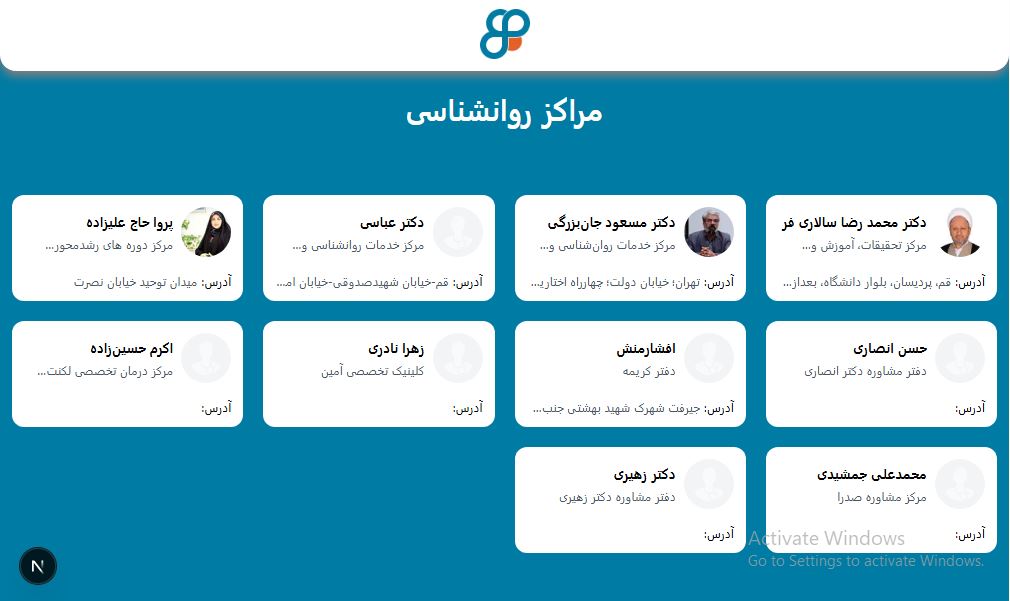 مراکز روانشناسی
دکتر محمد رضا سالاری فر
مرکز تحقیقات، آموزش و...
آدرس: قم، پردیسان، بلوار دانشگاه، بعداز...
دکتر مسعود جان‌بزرگی
مرکز خدمات روان‌شناسی و...
آدرس: تهران؛ خیابان دولت؛ چهارراه اختاریـ...
دکتر عباسی
مرکز خدمات روانشناسی و...
آدرس: قم-خیابان شهیدصدوقی-خیابان امـ...
پروا حاج علیزاده
مرکز دوره های رشدمحور...
آدرس: میدان توحید خیابان نصرت
حسن انصاری
دفتر مشاوره دکتر انصاری
آدرس:
افشارمنش
دفتر کریمه
آدرس: جیرفت شهرک شهید بهشتی جنب...
زهرا نادری
کلینیک تخصصی آمین
آدرس:
اکرم حسین‌زاده
مرکز درمان تخصصی لکنت...
آدرس:
محمدعلی جمشیدی
مرکز مشاوره صدرا
آدرس:
دکتر زهیری
دفتر مشاوره دکتر زهیری
آدرس:
Activate Windows
Go to Settings to activate Windows.
N